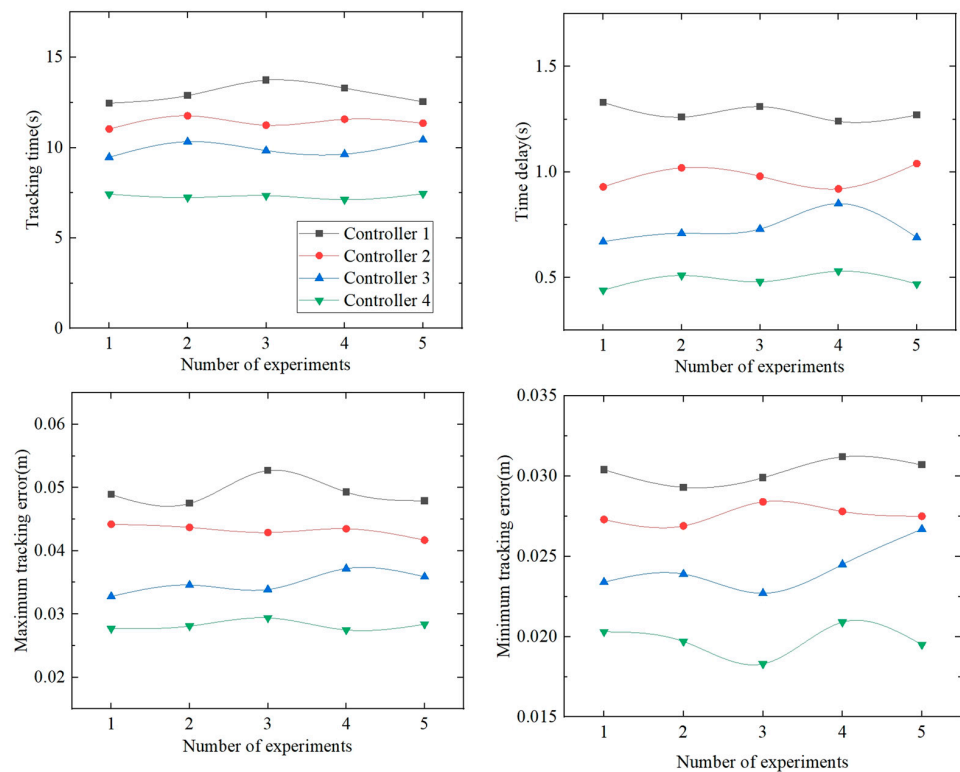 Tracking time(s)
15
10
5
0
Controller 1
Controller 2
Controller 3
Controller 4
1 2 3 4 5
Number of experiments
Time delay(s)
1.5
1.0
0.5
1 2 3 4 5
Number of experiments
Maximum tracking error(m)
0.06
0.05
0.04
0.03
0.02
1 2 3 4 5
Number of experiments
Minimum tracking error(m)
0.035
0.030
0.025
0.020
0.015
1 2 3 4 5
Number of experiments